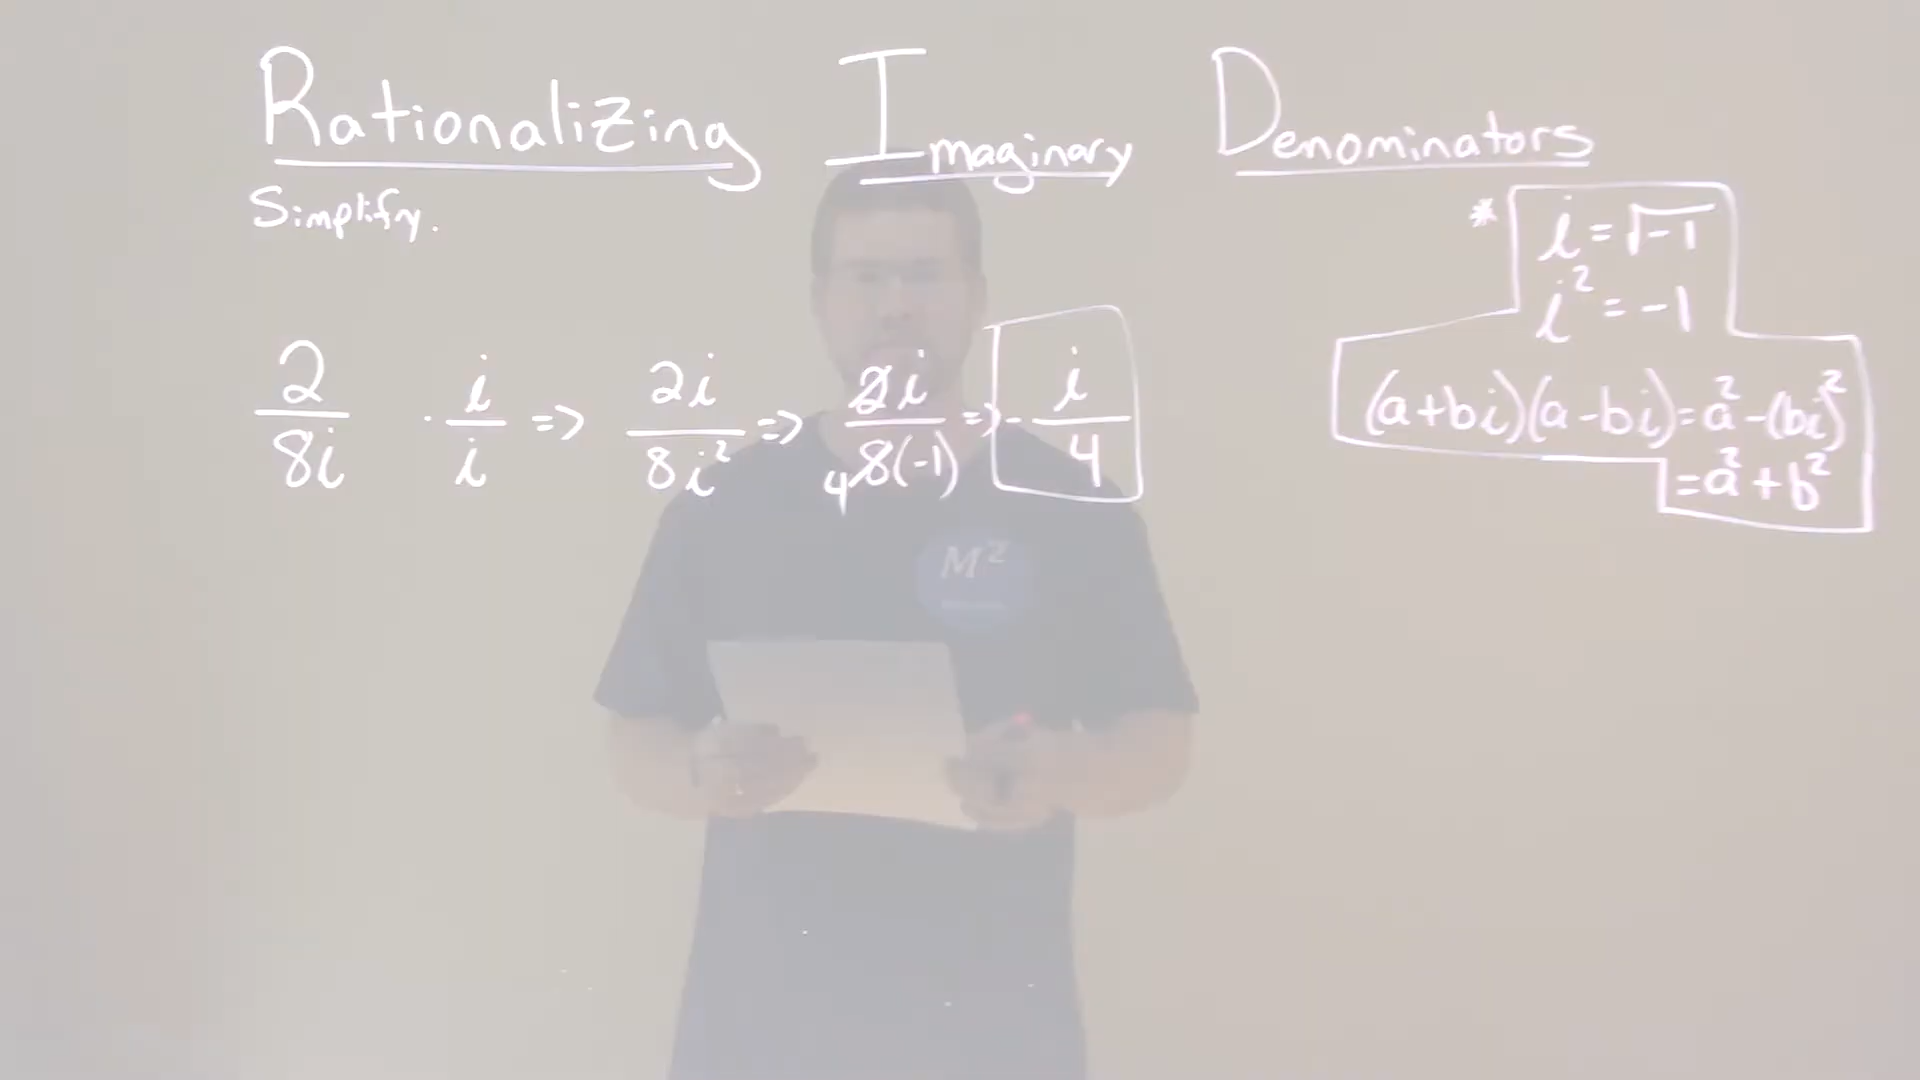 Rationalizing Imaginary Denominators
Simplify.
* i = √-1
i² = -1
(a+bi)(a-bi) = a² - (bi)²
= a² + b²
2/8i · i/i => 2i/8i² => 2i/4 8(-1) => - i/4
M²